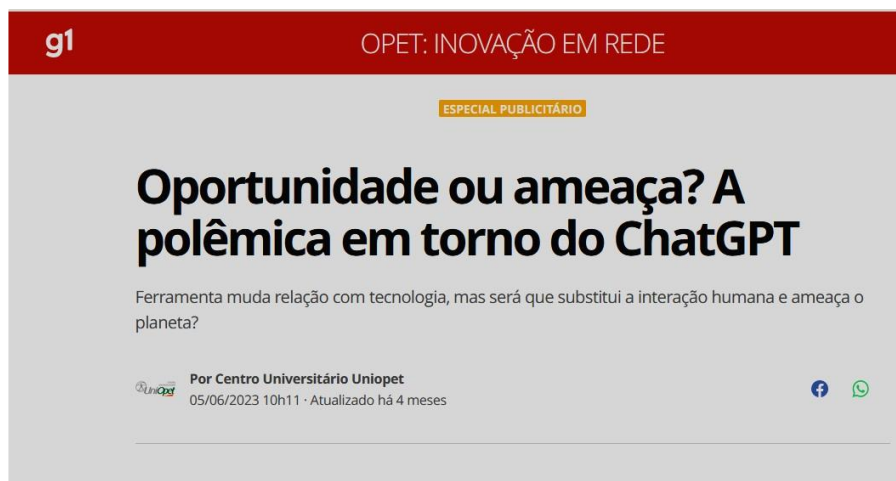 g1
OPET: INOVAÇÃO EM REDE
ESPECIAL PUBLICITÁRIO
Oportunidade ou ameaça? A
polêmica em torno do ChatGPT
Ferramenta muda relação com tecnologia, mas será que substitui a interação humana e ameaça o
planeta?
UniOpet
Por Centro Universitário Uniopet
05/06/2023 10h11 · Atualizado há 4 meses